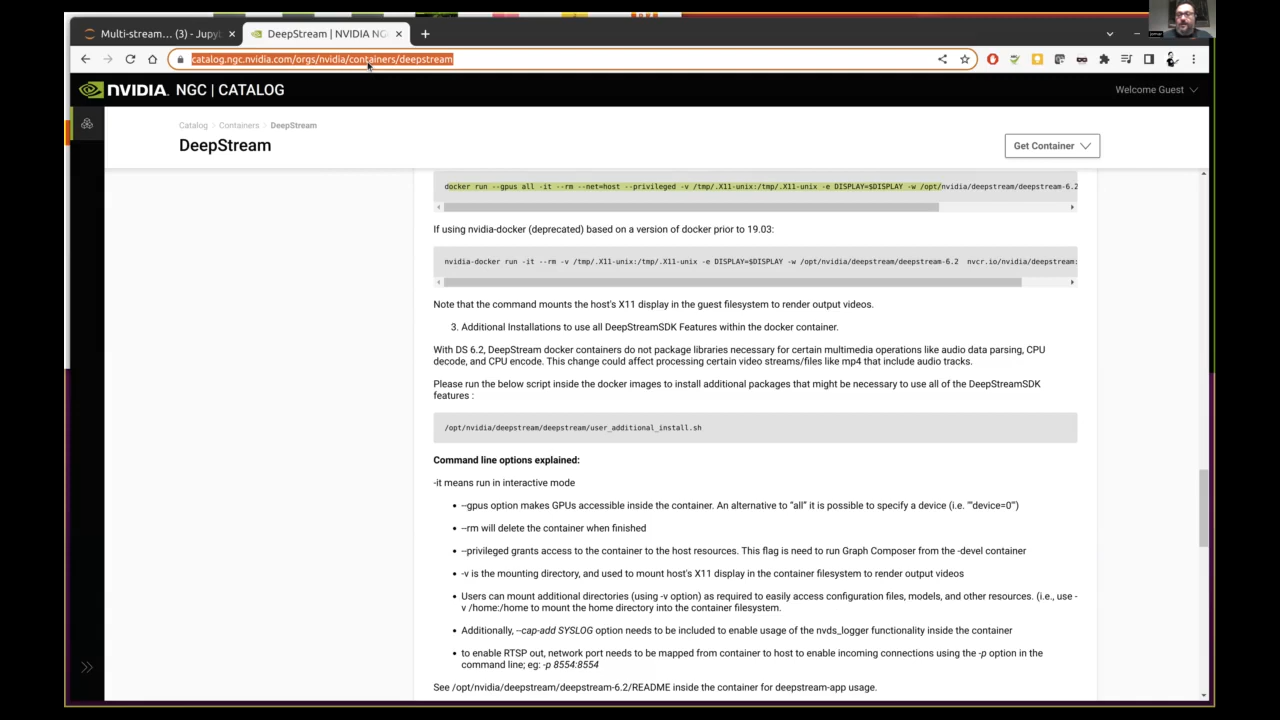 Multi-stream… (3) - Jupyt
DeepStream | NVIDIA NG
catalog.ngc.nvidia.com/orgs/nvidia/containers/deepstream
NVIDIA. NGC | CATALOG
Welcome Guest
Catalog > Containers > DeepStream
DeepStream
Get Container
docker run --gpus all -it --rm --net=host --privileged -v /tmp/.X11-unix:/tmp/.X11-unix -e DISPLAY=$DISPLAY -w /opt/nvidia/deepstream/deepstream-6.2
If using nvidia-docker (deprecated) based on a version of docker prior to 19.03:
nvidia-docker run -it --rm -v /tmp/.X11-unix:/tmp/.X11-unix -e DISPLAY=$DISPLAY -w /opt/nvidia/deepstream/deepstream-6.2 nvcr.io/nvidia/deepstream:
Note that the command mounts the host's X11 display in the guest filesystem to render output videos.
3. Additional Installations to use all DeepStreamSDK Features within the docker container.
With DS 6.2, DeepStream docker containers do not package libraries necessary for certain multimedia operations like audio data parsing, CPU
decode, and CPU encode. This change could affect processing certain video streams/files like mp4 that include audio tracks.
Please run the below script inside the docker images to install additional packages that might be necessary to use all of the DeepStreamSDK
features :
/opt/nvidia/deepstream/deepstream/user_additional_install.sh
Command line options explained:
-it means run in interactive mode
• --gpus option makes GPUs accessible inside the container. An alternative to “all” it is possible to specify a device (i.e. '"device=0"')
• --rm will delete the container when finished
• --privileged grants access to the container to the host resources. This flag is need to run Graph Composer from the -devel container
• -v is the mounting directory, and used to mount host's X11 display in the container filesystem to render output videos
• Users can mount additional directories (using -v option) as required to easily access configuration files, models, and other resources. (i.e., use -
v /home:/home to mount the home directory into the container filesystem.
• Additionally, --cap-add SYSLOG option needs to be included to enable usage of the nvds_logger functionality inside the container
• to enable RTSP out, network port needs to be mapped from container to host to enable incoming connections using the -p option in the
command line; eg: -p 8554:8554
See /opt/nvidia/deepstream/deepstream-6.2/README inside the container for deepstream-app usage.